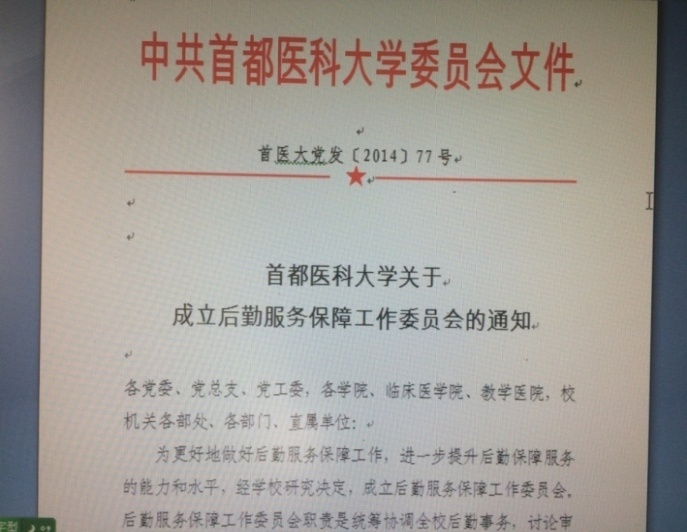 中共首都医科大学委员会文件
首医大党发〔2014〕77号
首都医科大学关于
成立后勤服务保障工作委员会的通知
各党委、党总支、党工委，各学院、临床医学院、教学医院，校
机关各部处、各部门、直属单位：
为更好地做好后勤服务保障工作，进一步提升后勤保障服务
的能力和水平，经学校研究决定，成立后勤服务保障工作委员会。
后勤服务保障工作委员会职责是统筹协调全校后勤事务，讨论审